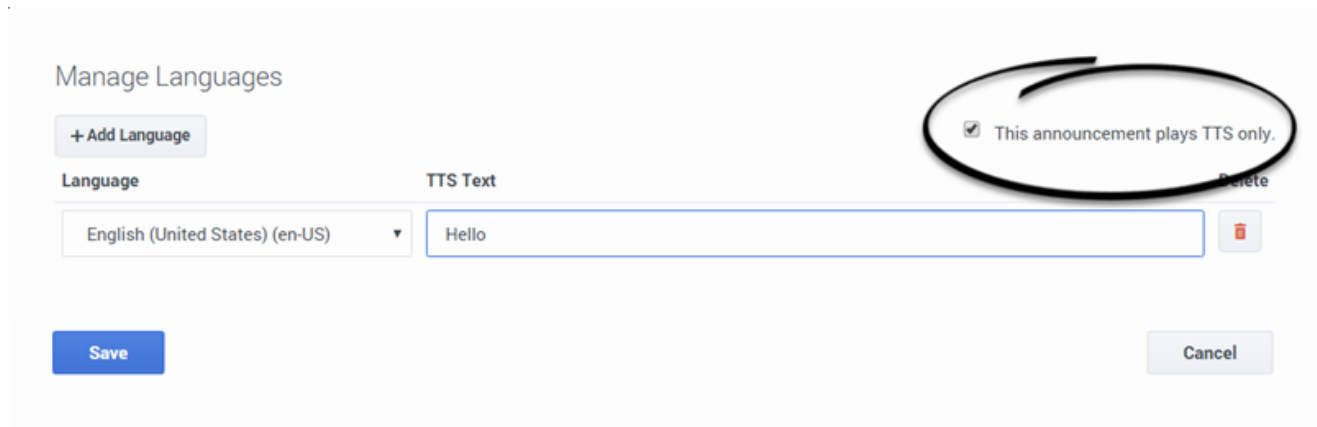 Manage Languages
+ Add Language
This announcement plays TTS only.
Language TTS Text Delete
English (United States) (en-US) Hello
Save Cancel